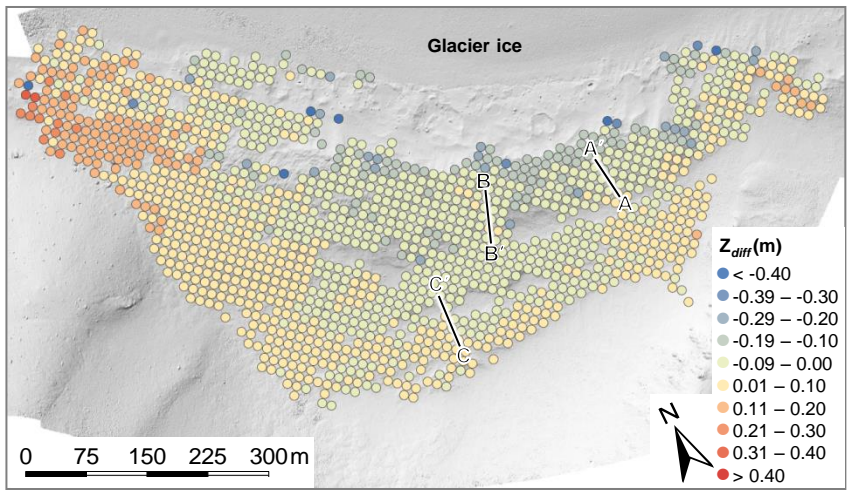 Glacier ice
A′
A
B
B′
C′
C
Z diff (m)
< -0.40
-0.39 – -0.30
-0.29 – -0.20
-0.19 – -0.10
-0.09 – 0.00
0.01 – 0.10
0.11 – 0.20
0.21 – 0.30
0.31 – 0.40
> 0.40
N
0 75 150 225 300 m